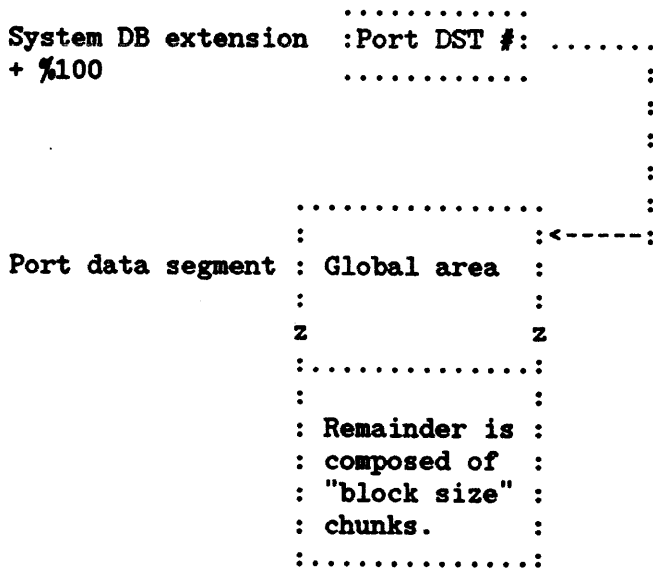 System DB extension :Port DST #: .......
+ %100
Port data segment : Global area :
z z
: Remainder is :
: composed of :
: "block size" :
: chunks. :